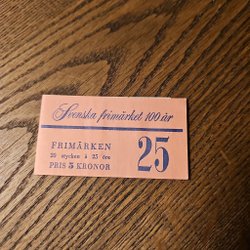 Svenska frimärket 100 år
FRIMÄRKEN
20 stycken à 25 öre
PRIS 5 KRONOR
25